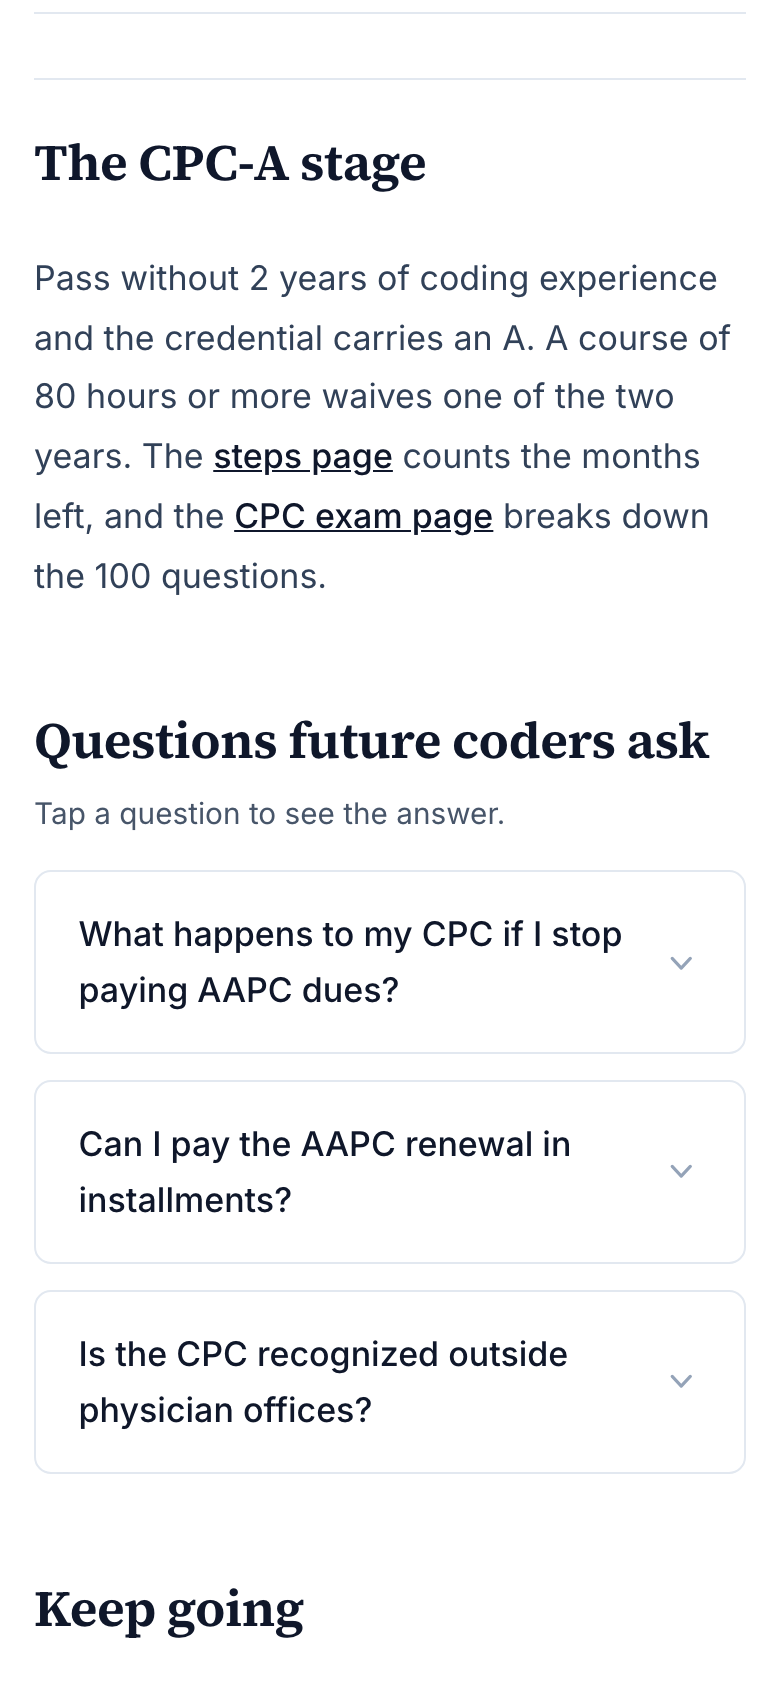 The CPC-A stage
Pass without 2 years of coding experience
and the credential carries an A. A course of
80 hours or more waives one of the two
years. The steps page counts the months
left, and the CPC exam page breaks down
the 100 questions.
Questions future coders ask
Tap a question to see the answer.
What happens to my CPC if I stop
paying AAPC dues?
Can I pay the AAPC renewal in
installments?
Is the CPC recognized outside
physician offices?
Keep going